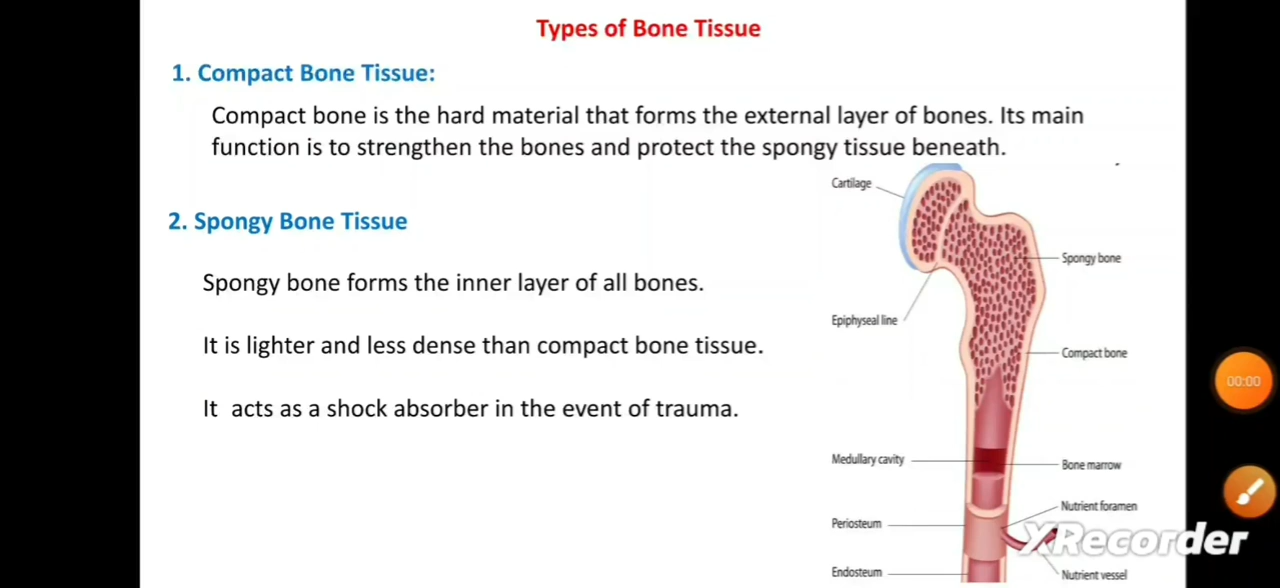 Types of Bone Tissue
1. Compact Bone Tissue:
Compact bone is the hard material that forms the external layer of bones. Its main
function is to strengthen the bones and protect the spongy tissue beneath.
2. Spongy Bone Tissue
Spongy bone forms the inner layer of all bones.
It is lighter and less dense than compact bone tissue.
It acts as a shock absorber in the event of trauma.
Cartilage
Spongy bone
Epiphyseal line
Compact bone
Medullary cavity
Bone marrow
Nutrient foramen
Periosteum
Endosteum
Nutrient vessel
00:00
XRecorder